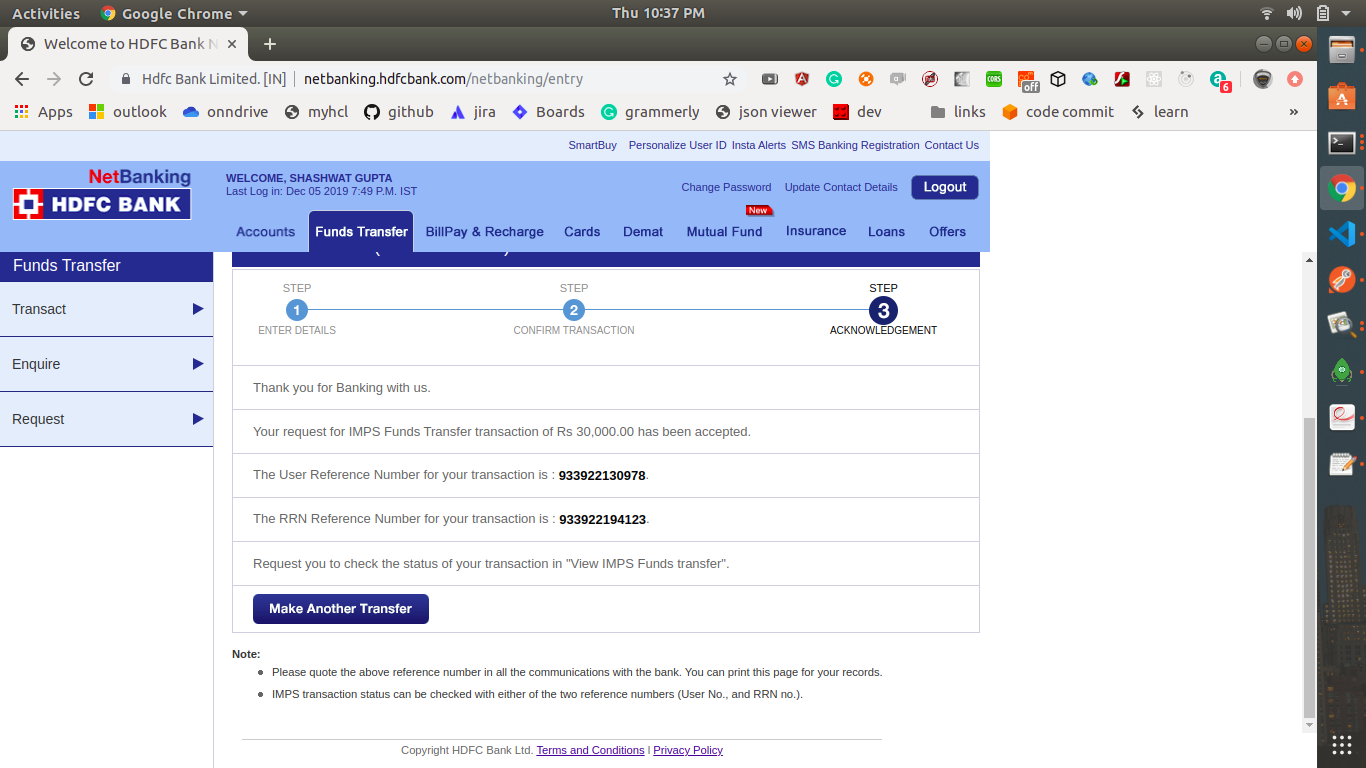 Activities Google Chrome Thu 10:37 PM
Welcome to HDFC Bank N
Hdfc Bank Limited. [IN] netbanking.hdfcbank.com/netbanking/entry
CORS off 6
Apps outlook onndrive myhcl github jira Boards grammerly json viewer dev links code commit learn »
SmartBuy Personalize User ID Insta Alerts SMS Banking Registration Contact Us
NetBanking
HDFC BANK
WELCOME, SHASHWAT GUPTA
Last Log in: Dec 05 2019 7:49 P.M. IST
Change Password Update Contact Details Logout
New
Accounts Funds Transfer BillPay & Recharge Cards Demat Mutual Fund Insurance Loans Offers
Funds Transfer
Transact
Enquire
Request
STEP STEP STEP
1 2 3
ENTER DETAILS CONFIRM TRANSACTION ACKNOWLEDGEMENT
Thank you for Banking with us.
Your request for IMPS Funds Transfer transaction of Rs 30,000.00 has been accepted.
The User Reference Number for your transaction is : 933922130978.
The RRN Reference Number for your transaction is : 933922194123.
Request you to check the status of your transaction in "View IMPS Funds transfer".
Make Another Transfer
Note:
Please quote the above reference number in all the communications with the bank. You can print this page for your records.
IMPS transaction status can be checked with either of the two reference numbers (User No., and RRN no.).
Copyright HDFC Bank Ltd. Terms and Conditions l Privacy Policy